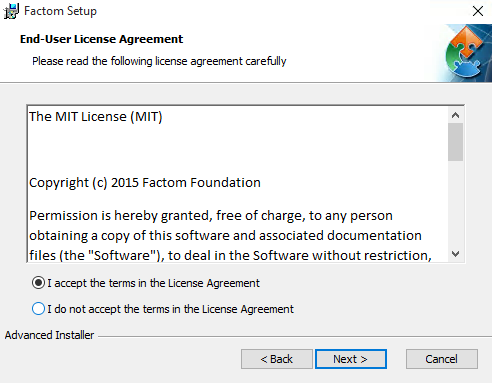 Factom Setup
End-User License Agreement
Please read the following license agreement carefully
The MIT License (MIT)
Copyright (c) 2015 Factom Foundation
Permission is hereby granted, free of charge, to any person
obtaining a copy of this software and associated documentation
files (the "Software"), to deal in the Software without restriction,
I accept the terms in the License Agreement
I do not accept the terms in the License Agreement
Advanced Installer
< Back
Next >
Cancel